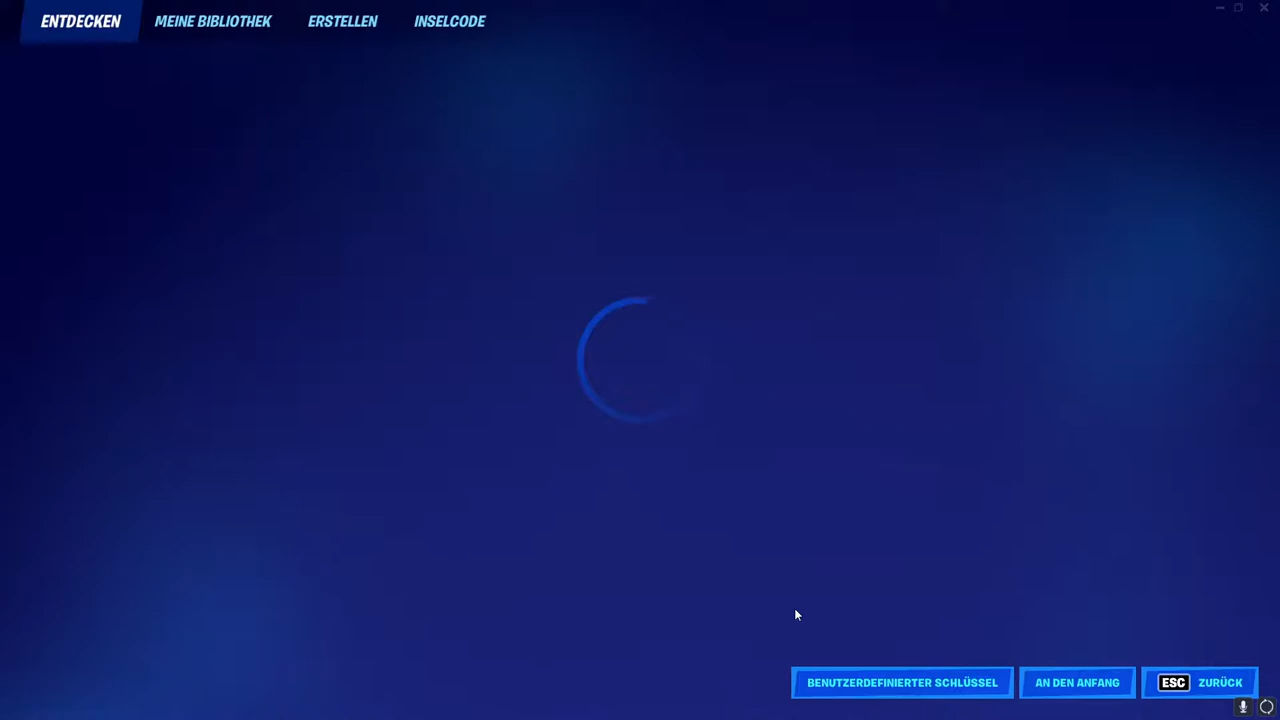 ENTDECKEN MEINE BIBLIOTHEK ERSTELLEN INSELCODE
BENUTZERDEFINIERTER SCHLÜSSEL AN DEN ANFANG ESC ZURÜCK